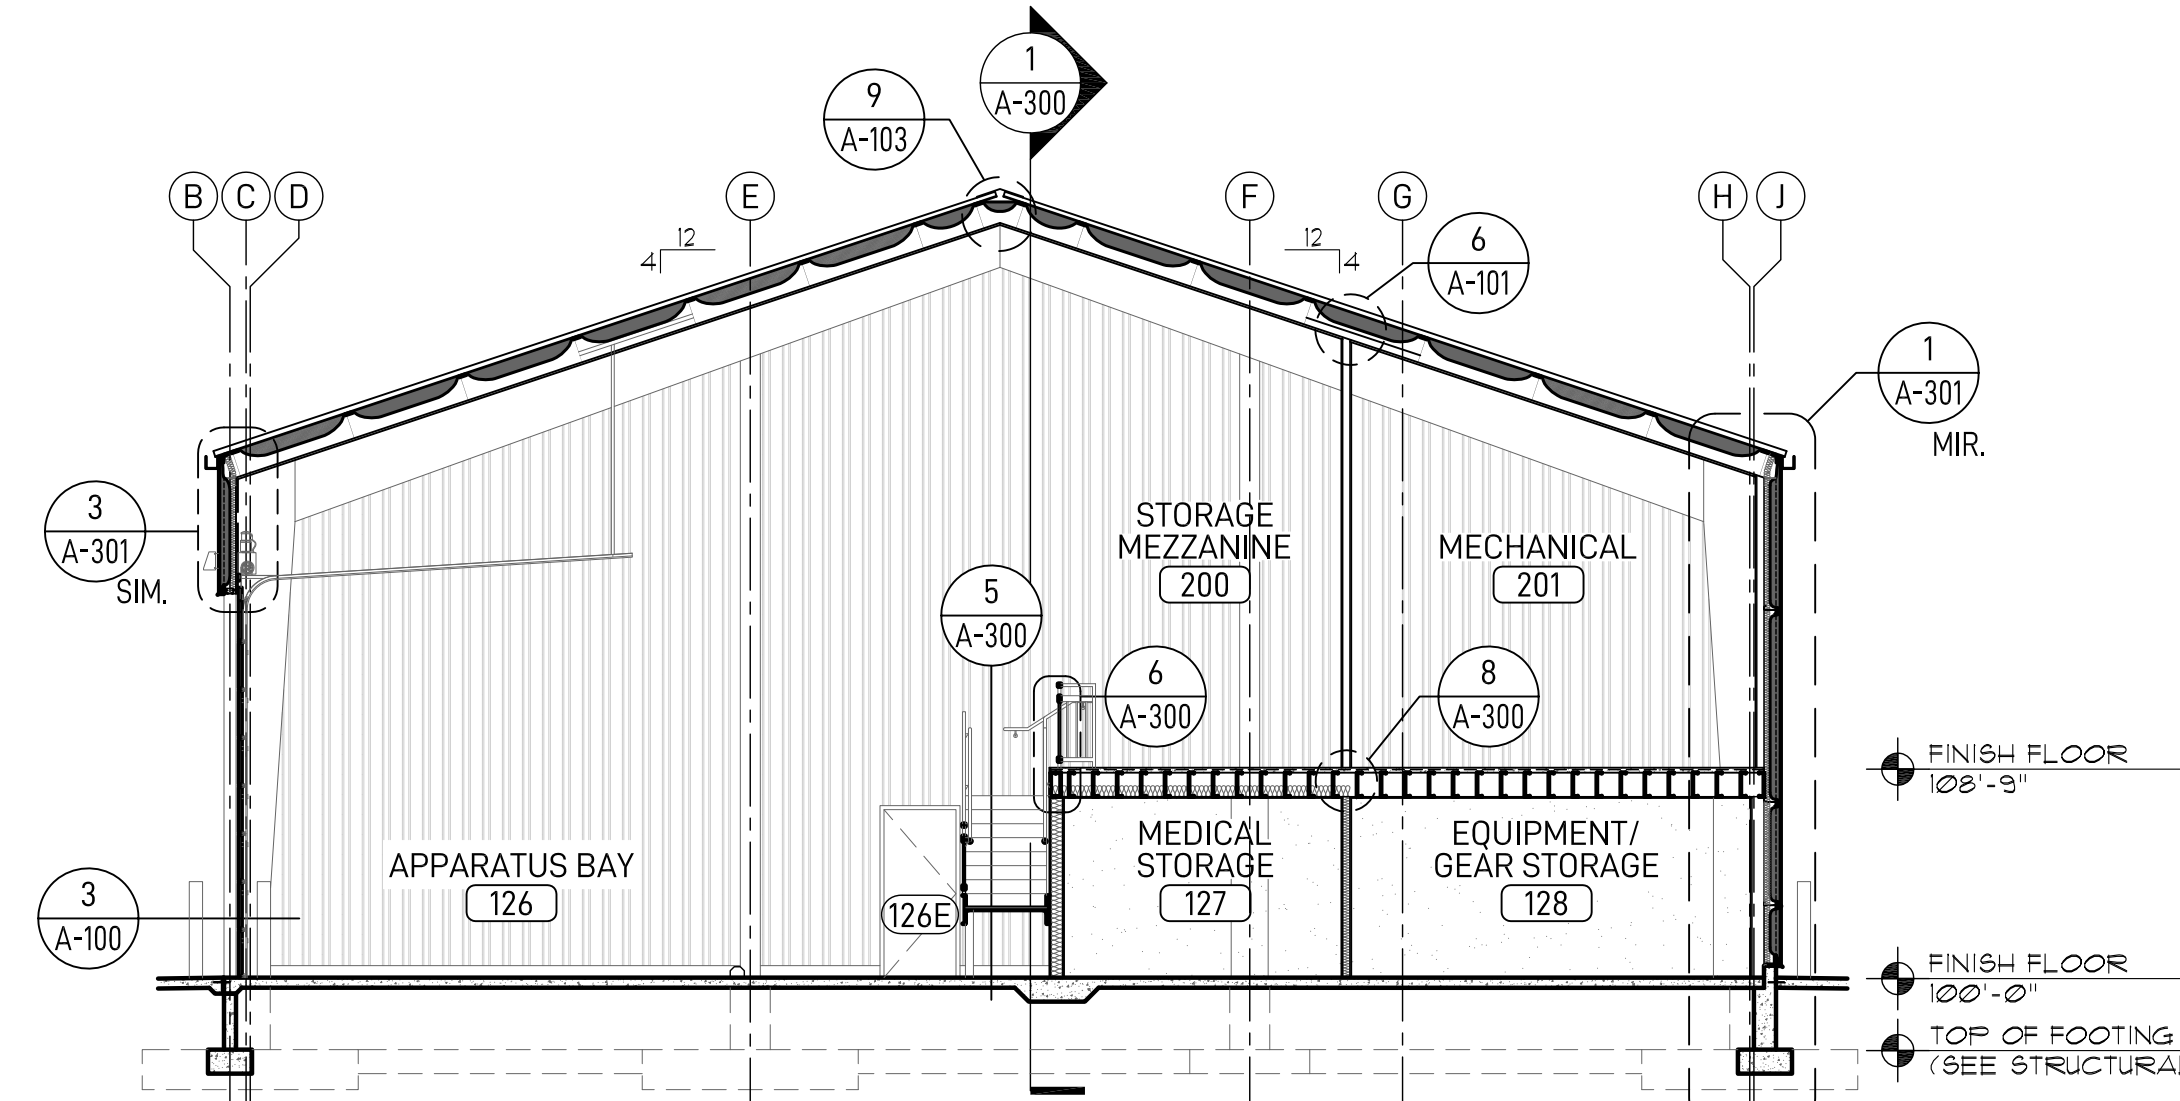 1
A-300
9
A-103
B
C
D
E
F
G
H
J
12
4
12
4
6
A-101
1
A-301
MIR.
3
A-301
SIM.
STORAGE
MEZZANINE
200
MECHANICAL
201
5
A-300
6
A-300
8
A-300
FINISH FLOOR
108'-9"
APPARATUS BAY
126
126E
MEDICAL
STORAGE
127
EQUIPMENT/
GEAR STORAGE
128
3
A-100
FINISH FLOOR
100'-0"
TOP OF FOOTING
(SEE